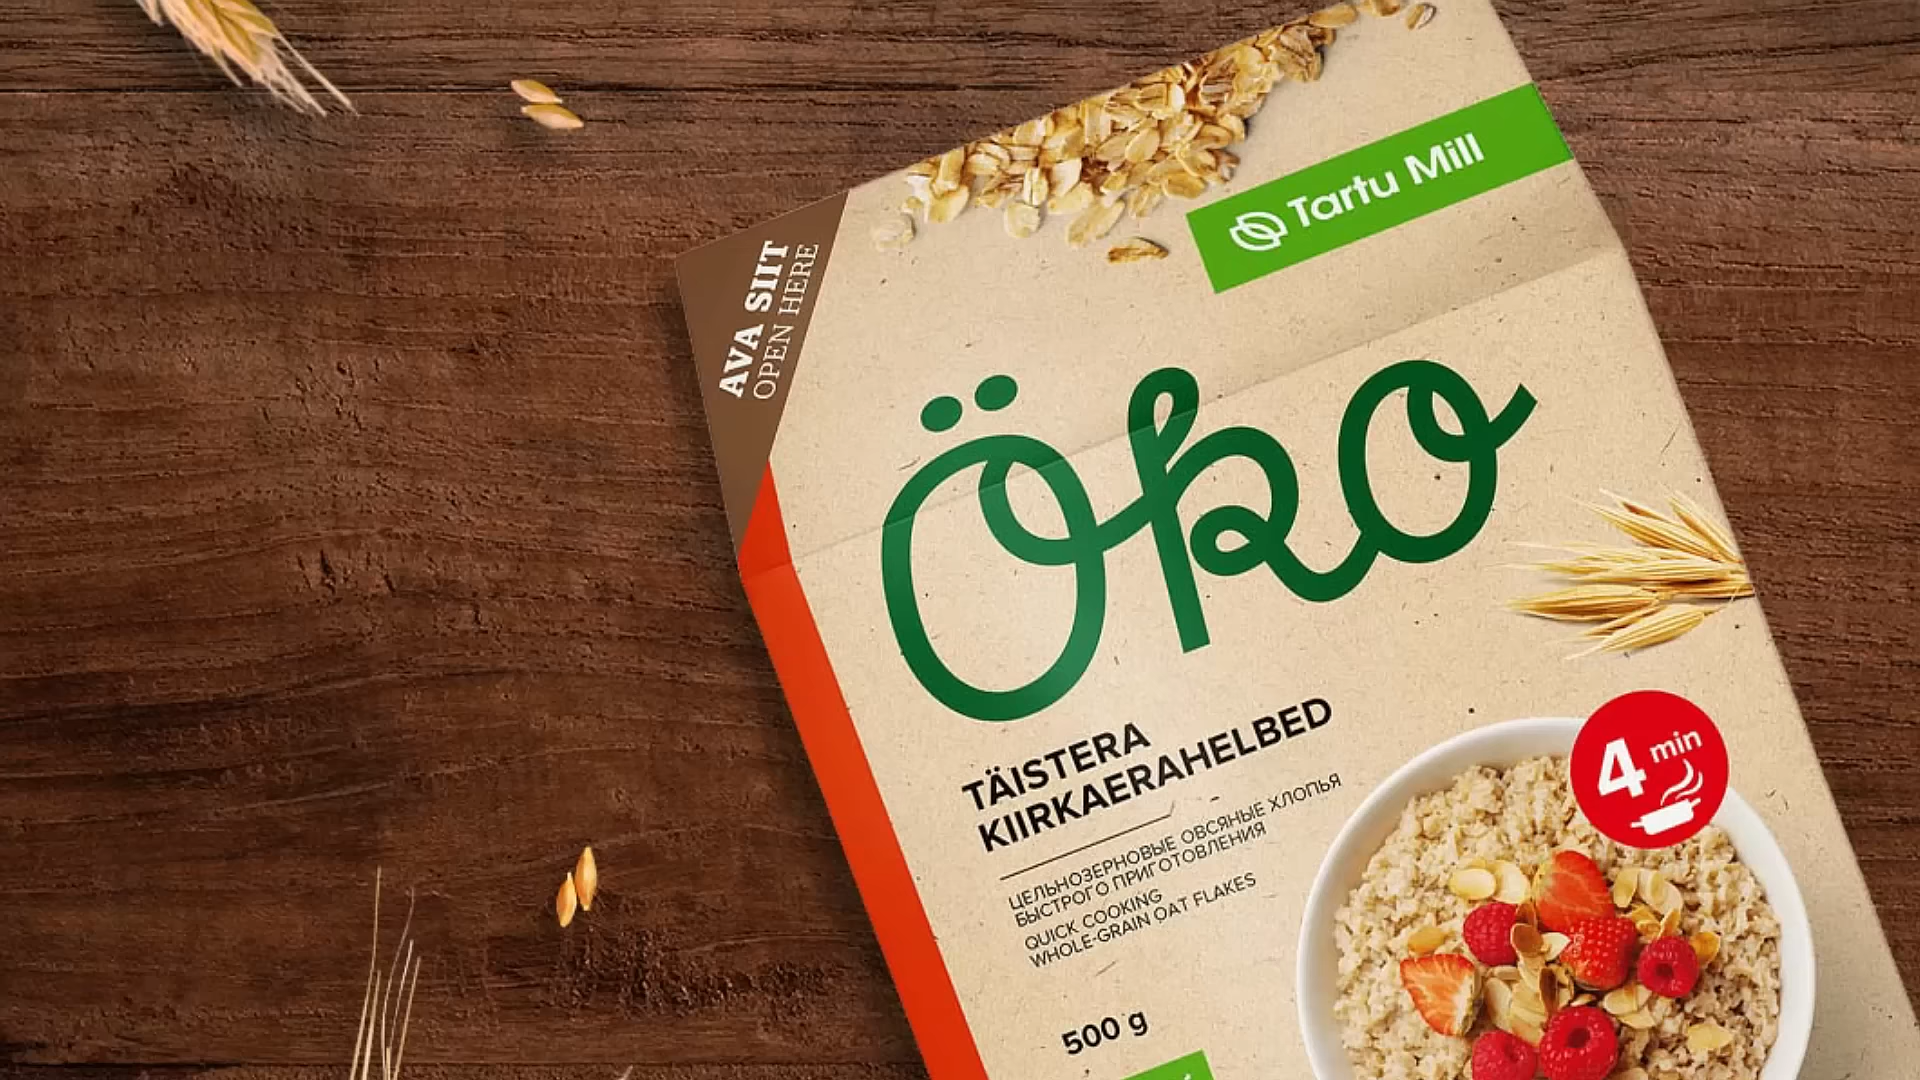 Tartu Mill
AVA SIIT
OPEN HERE
Öko
TÄISTERA
KIIRKAERAHELBED
ЦЕЛЬНОЗЕРНОВЫЕ ОВСЯНЫЕ ХЛОПЬЯ
БЫСТРОГО ПРИГОТОВЛЕНИЯ
QUICK COOKING
WHOLE-GRAIN OAT FLAKES
4 min
500 g